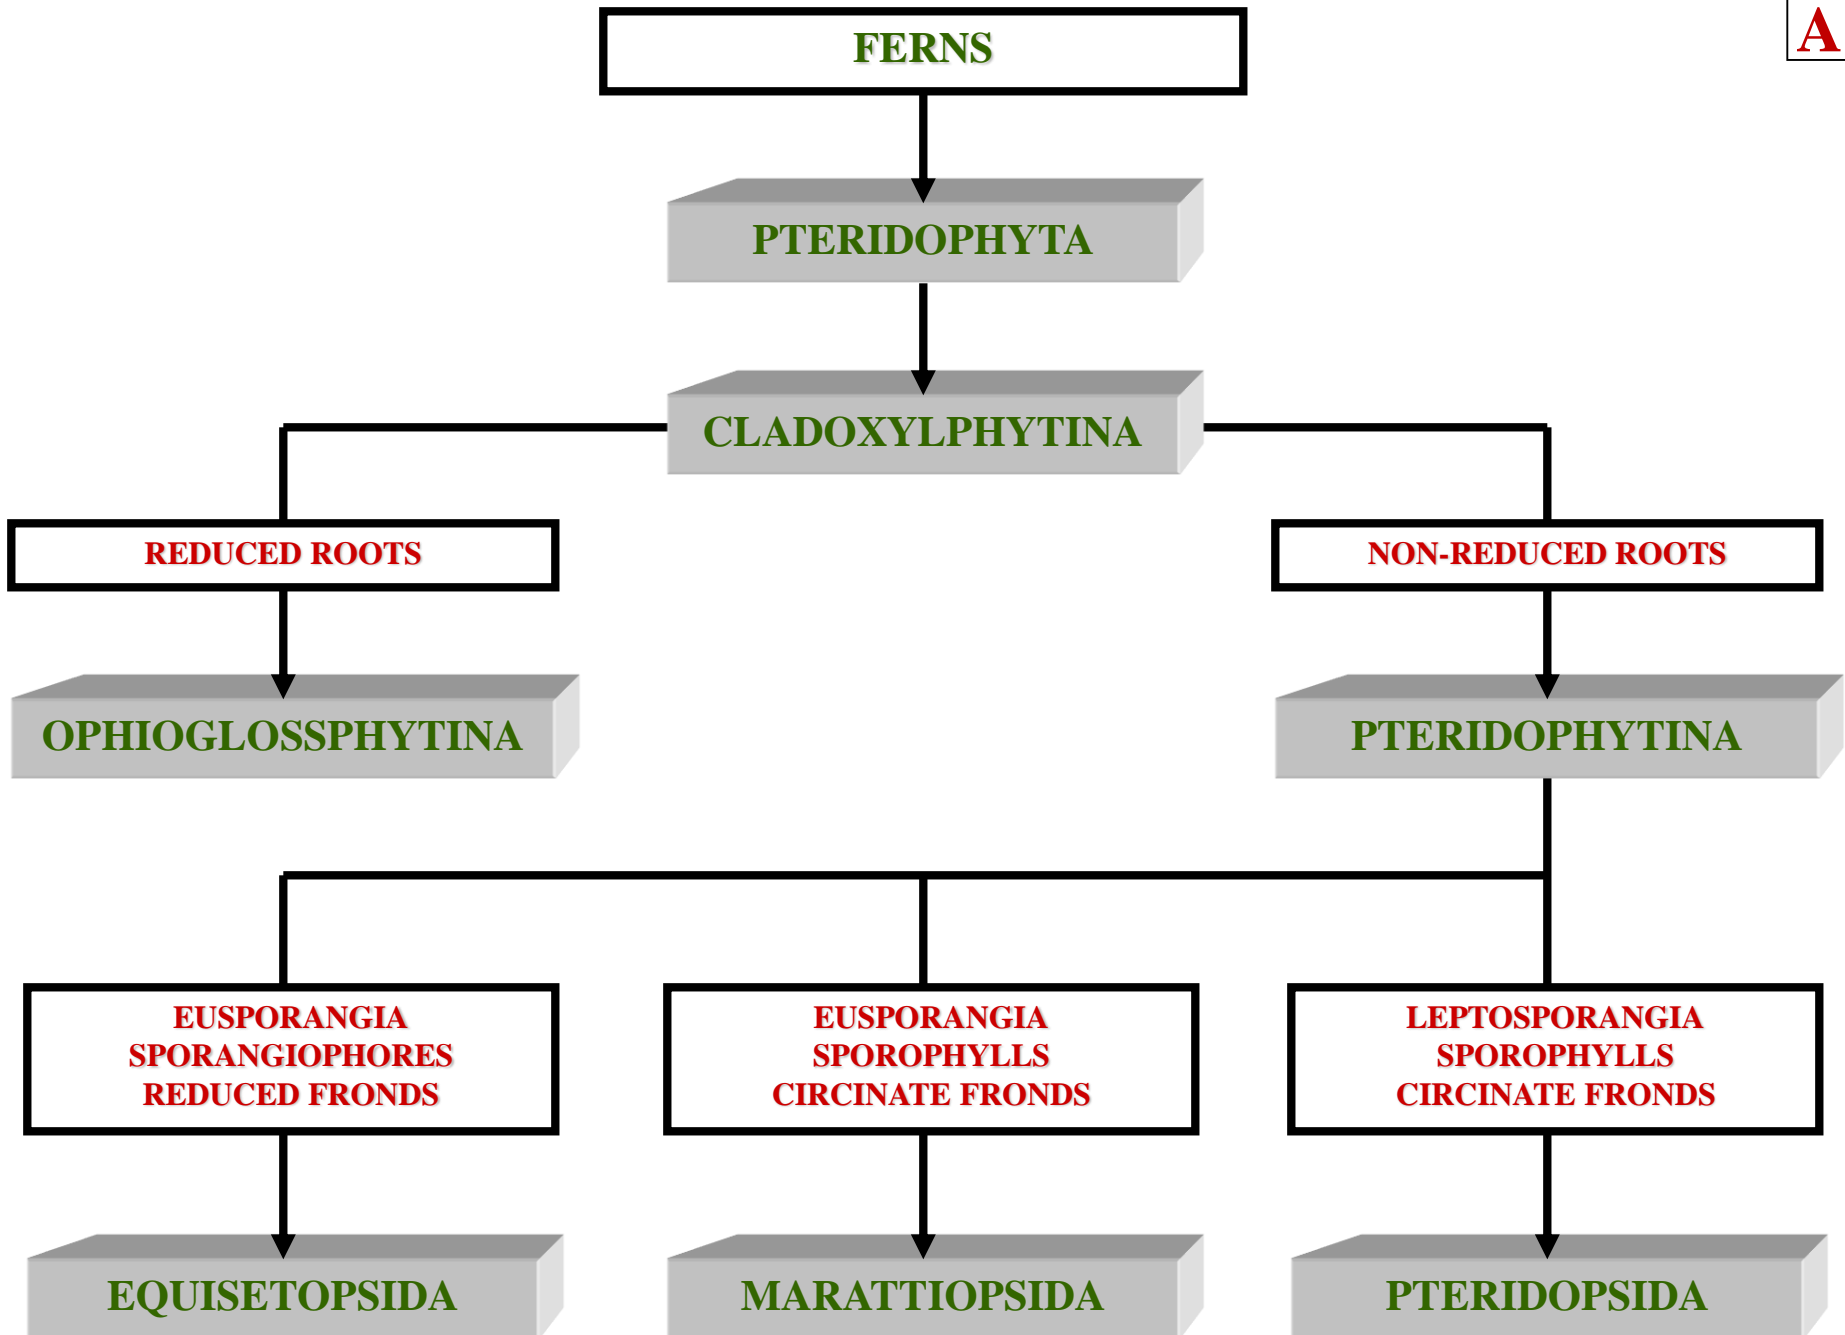 FERNS
A
PTERIDOPHYTA
CLADOXYLPHYTINA
REDUCED ROOTS
NON-REDUCED ROOTS
OPHIOGLOSSPHYTINA
PTERIDOPHYTINA
EUSPORANGIA
SPORANGIOPHORES
REDUCED FRONDS
EUSPORANGIA
SPOROPHYLLS
CIRCINATE FRONDS
LEPTOSPORANGIA
SPOROPHYLLS
CIRCINATE FRONDS
EQUISETOPSIDA
MARATTIOPSIDA
PTERIDOPSIDA